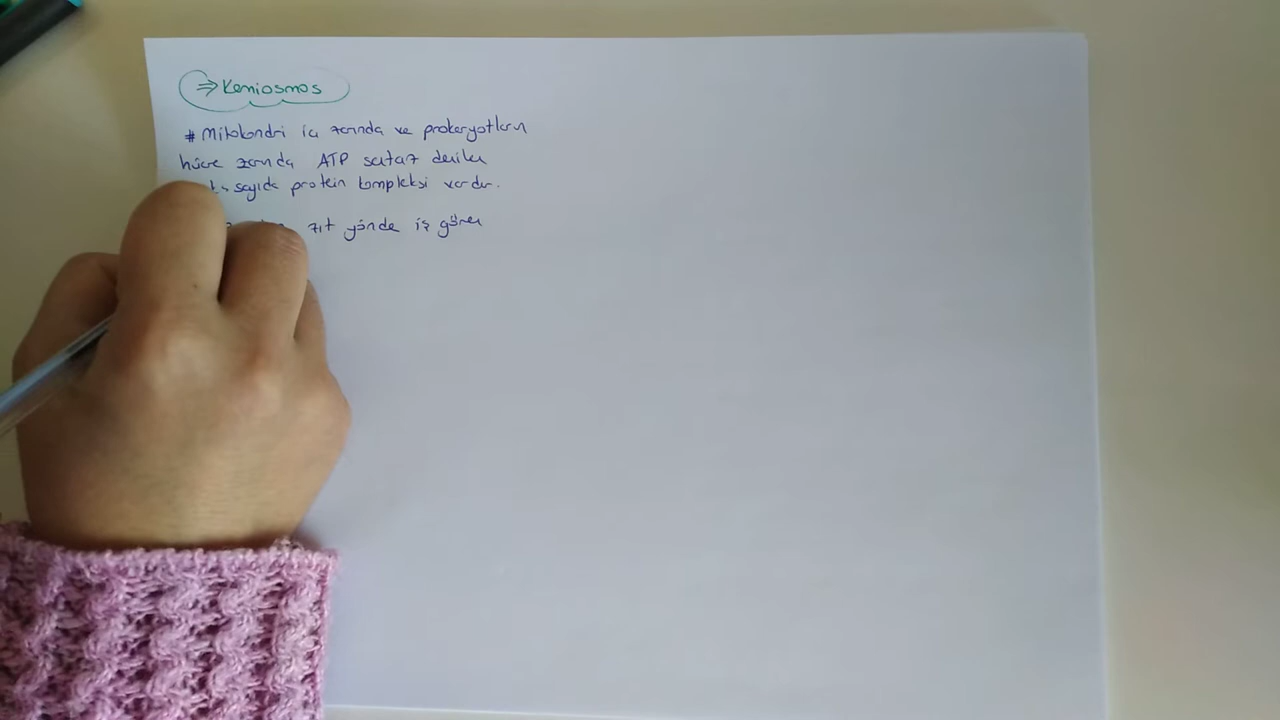 ⇒ Kemiosmos
# Mitokondri iç zarında ve prokaryotların
hücre zarında ATP sentaz denilen
sayıda protein kompleksi vardır.
zıt yönde iş gören